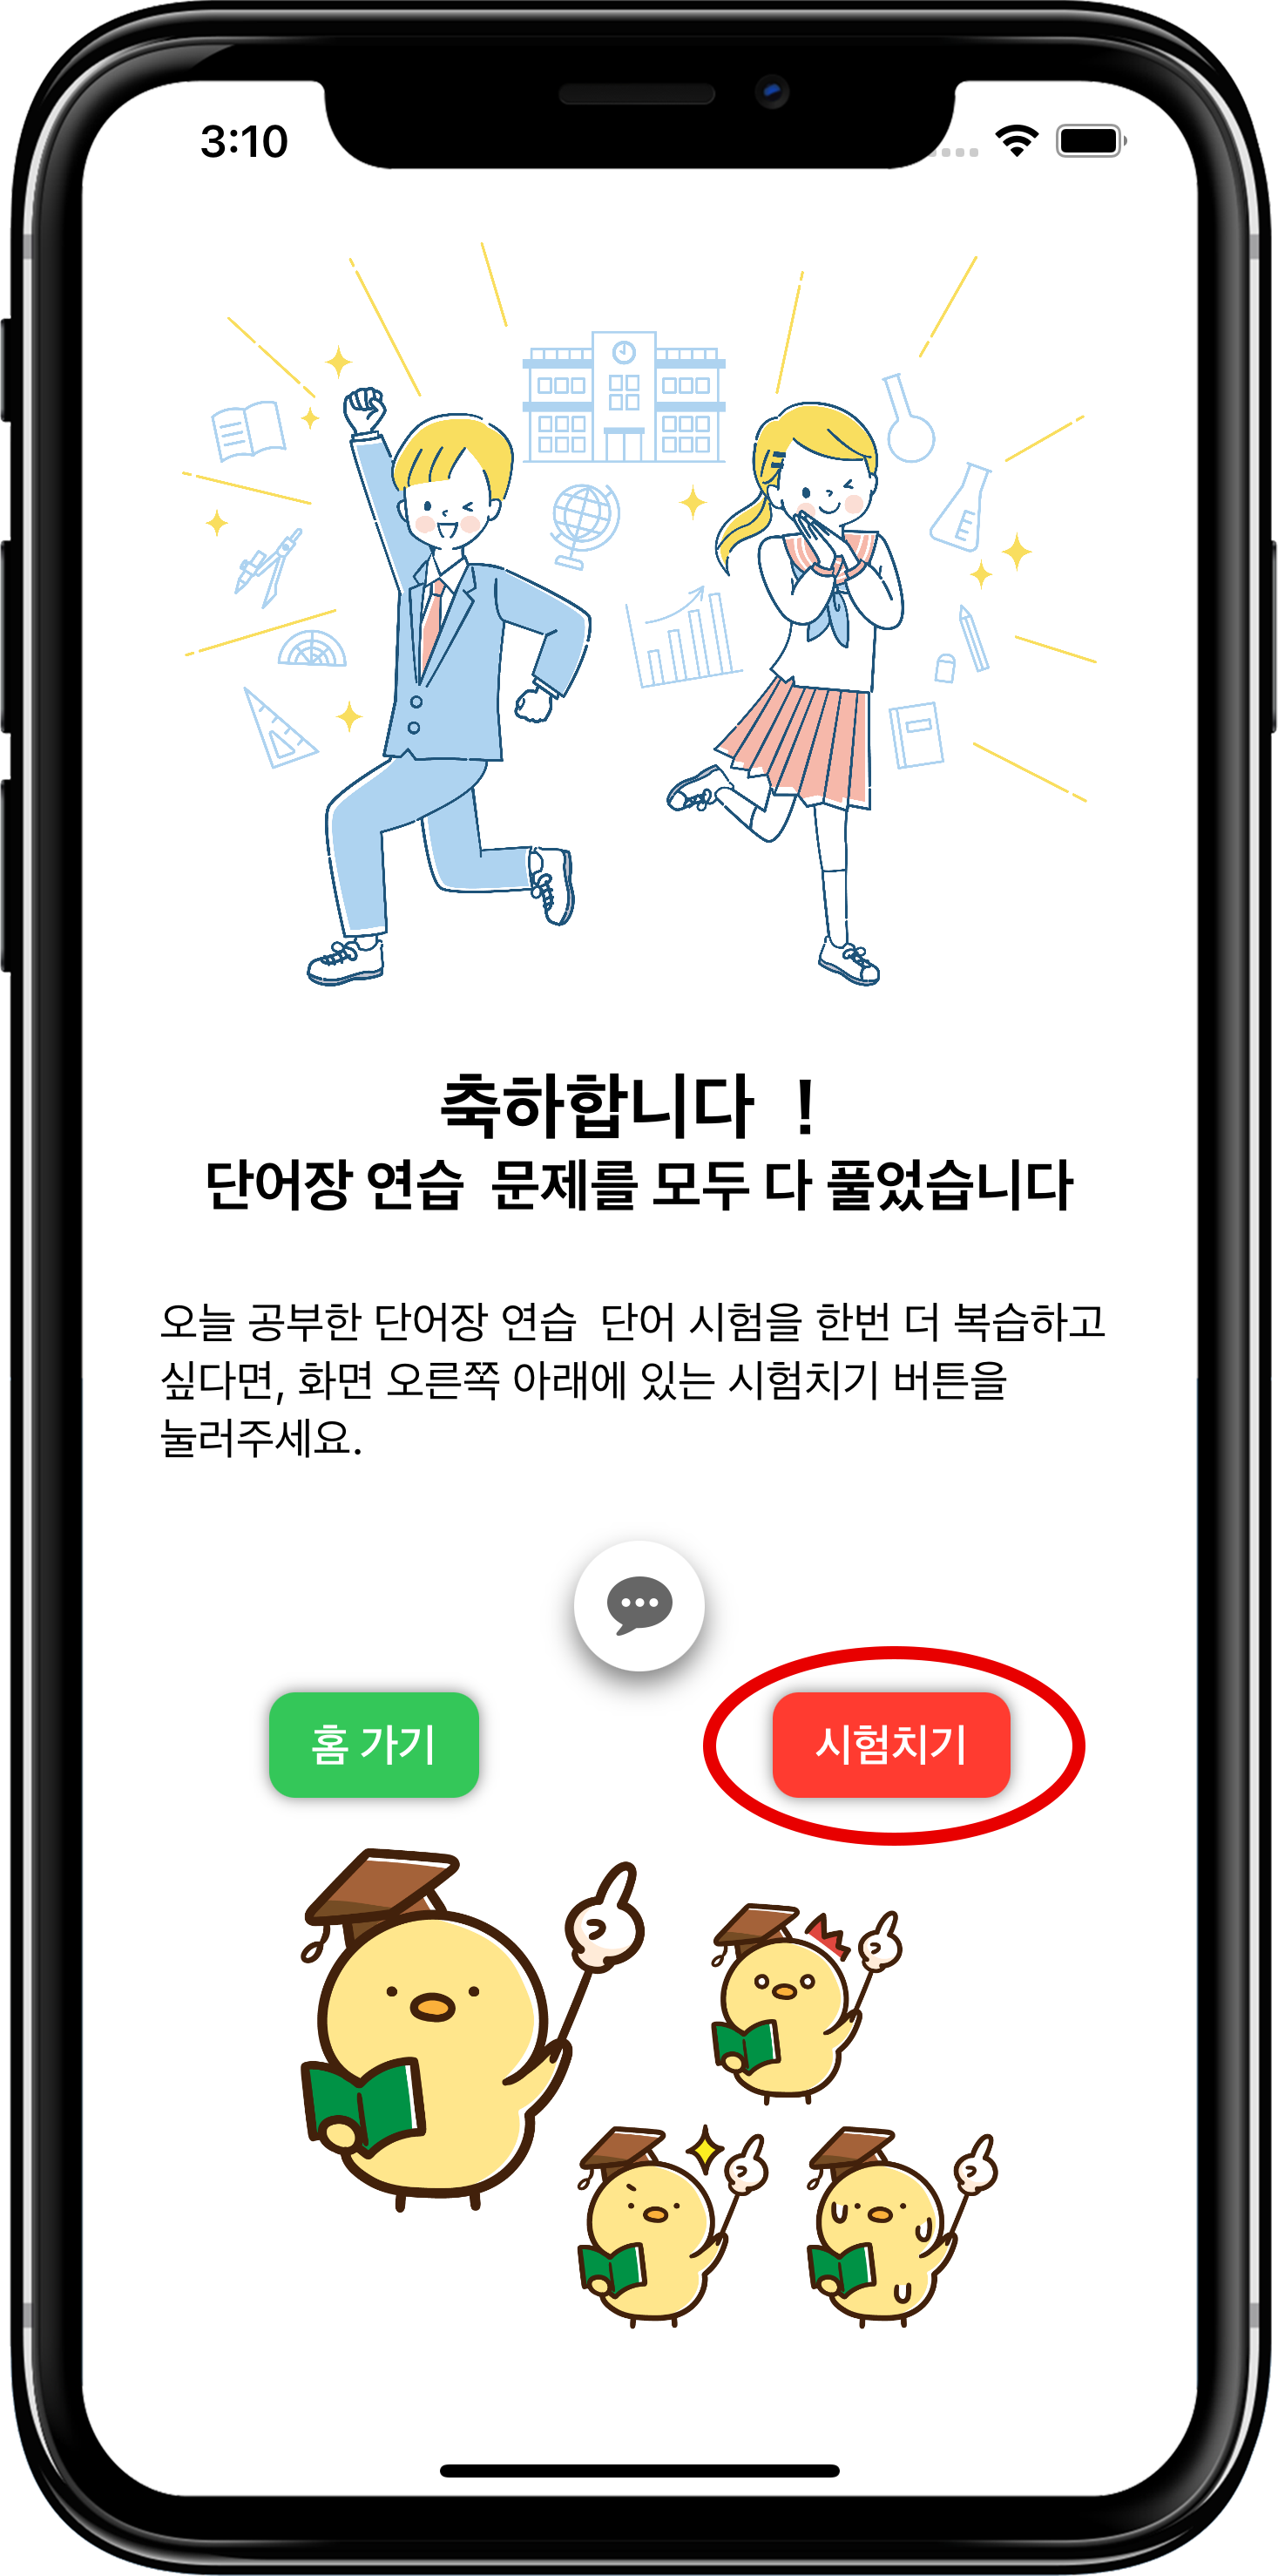 3:10
축하합니다 !
단어장 연습 문제를 모두 다 풀었습니다
오늘 공부한 단어장 연습 단어 시험을 한번 더 복습하고
싶다면, 화면 오른쪽 아래에 있는 시험치기 버튼을
눌러주세요.
홈 가기
시험치기